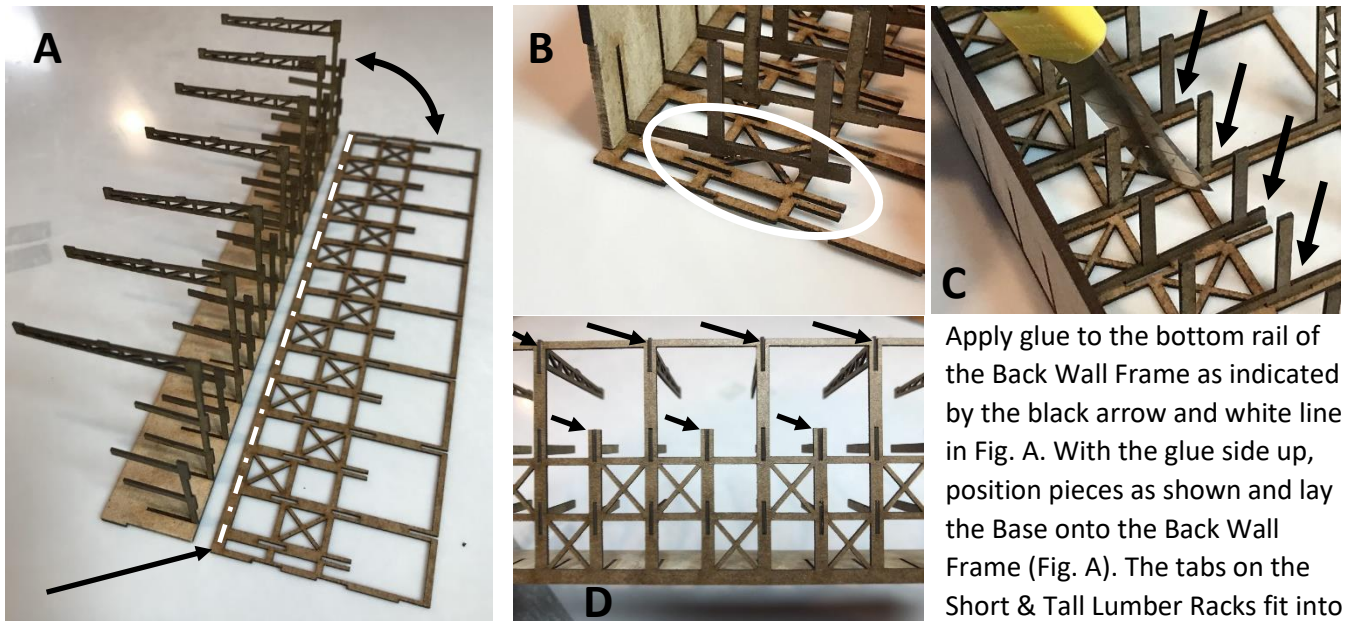 A
B
C
D
Apply glue to the bottom rail of
the Back Wall Frame as indicated
by the black arrow and white line
in Fig. A. With the glue side up,
position pieces as shown and lay
the Base onto the Back Wall
Frame (Fig. A). The tabs on the
Short & Tall Lumber Racks fit into